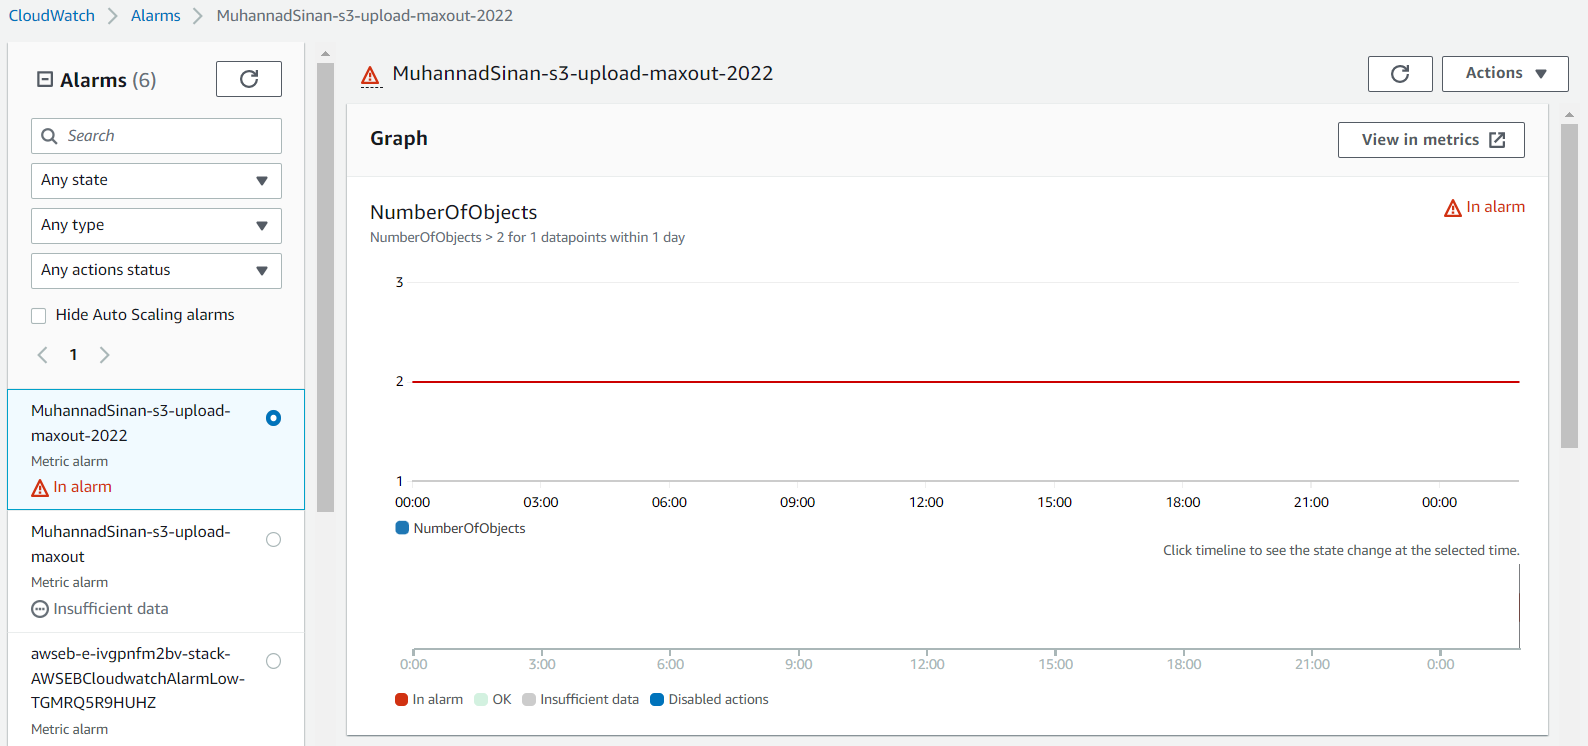 CloudWatch > Alarms > MuhannadSinan-s3-upload-maxout-2022
Alarms (6)
Search
Any state
Any type
Any actions status
Hide Auto Scaling alarms
1
MuhannadSinan-s3-upload-
maxout-2022
Metric alarm
In alarm
MuhannadSinan-s3-upload-
maxout
Metric alarm
Insufficient data
awseb-e-ivgpnfm2bv-stack-
AWSEBCloudwatchAlarmLow-
TGMRQ5R9HUHZ
Metric alarm
MuhannadSinan-s3-upload-maxout-2022
Actions
Graph
View in metrics
NumberOfObjects
In alarm
NumberOfObjects > 2 for 1 datapoints within 1 day
3
2
1
00:00 03:00 06:00 09:00 12:00 15:00 18:00 21:00 00:00
NumberOfObjects
Click timeline to see the state change at the selected time.
0:00 3:00 6:00 9:00 12:00 15:00 18:00 21:00 0:00
In alarm OK Insufficient data Disabled actions